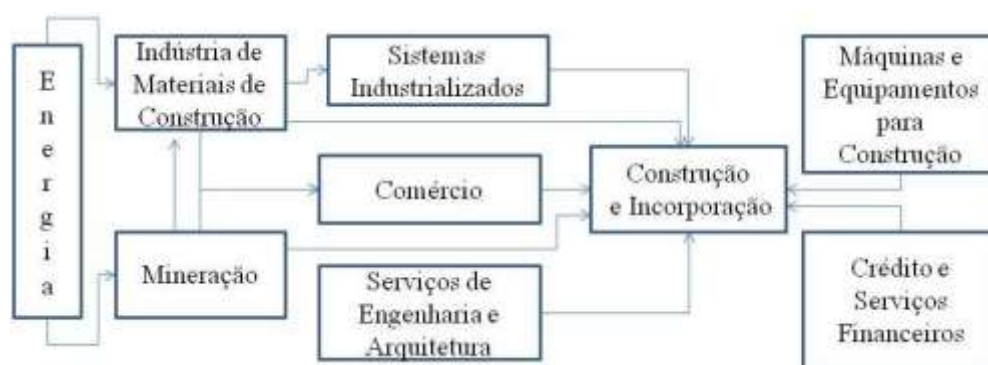 Energia
Indústria de
Materiais de
Construção
Sistemas
Industrializados
Máquinas e
Equipamentos
para
Construção
Comércio
Construção
e Incorporação
Mineração
Serviços de
Engenharia e
Arquitetura
Crédito e
Serviços
Financeiros